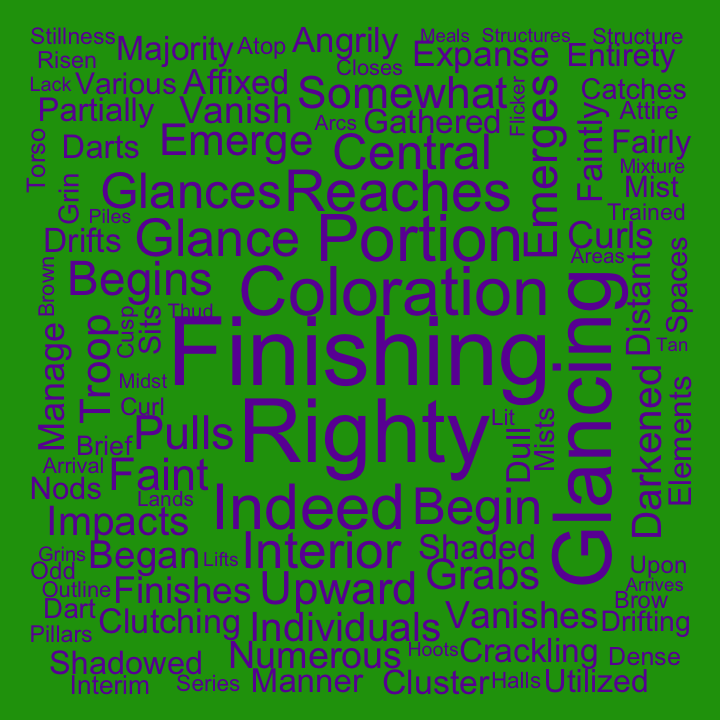 Stillness
Majority
Atop
Angrily
Meals
Structures
Structure
Risen
Closes
Expanse
Entirety
Lack
Various
Affixed
Somewhat
Flicker
Emerges
Catches
Partially
Vanish
Arcs
Gathered
Faintly
Attire
Torso
Darts
Emerge
Central
Fairly
Mixture
Grin
Glances
Reaches
Mist
Piles
Trained
Drifts
Glance
Portion
Curls
Areas
Brown
Begins
Coloration
Distant
Spaces
Cusp
Sits
Thud
Manage
Troop
Finishing
Glancing
Tan
Midst
Curl
Righty
Lit
Brief
Pulls
Dull
Mists
Darkened
Elements
Arrival
Faint
Nods
Lands
Indeed
Begin
Impacts
Grins
Began
Lifts
Interior
Shaded
Upon
Odd
Outline
Finishes
Upward
Grabs
Arrives
Brow
Dart
Clutching
Individuals
Vanishes
Drifting
Pillars
Shadowed
Numerous
Hoots
Crackling
Dense
Interim
Series
Manner
Cluster
Halls
Utilized